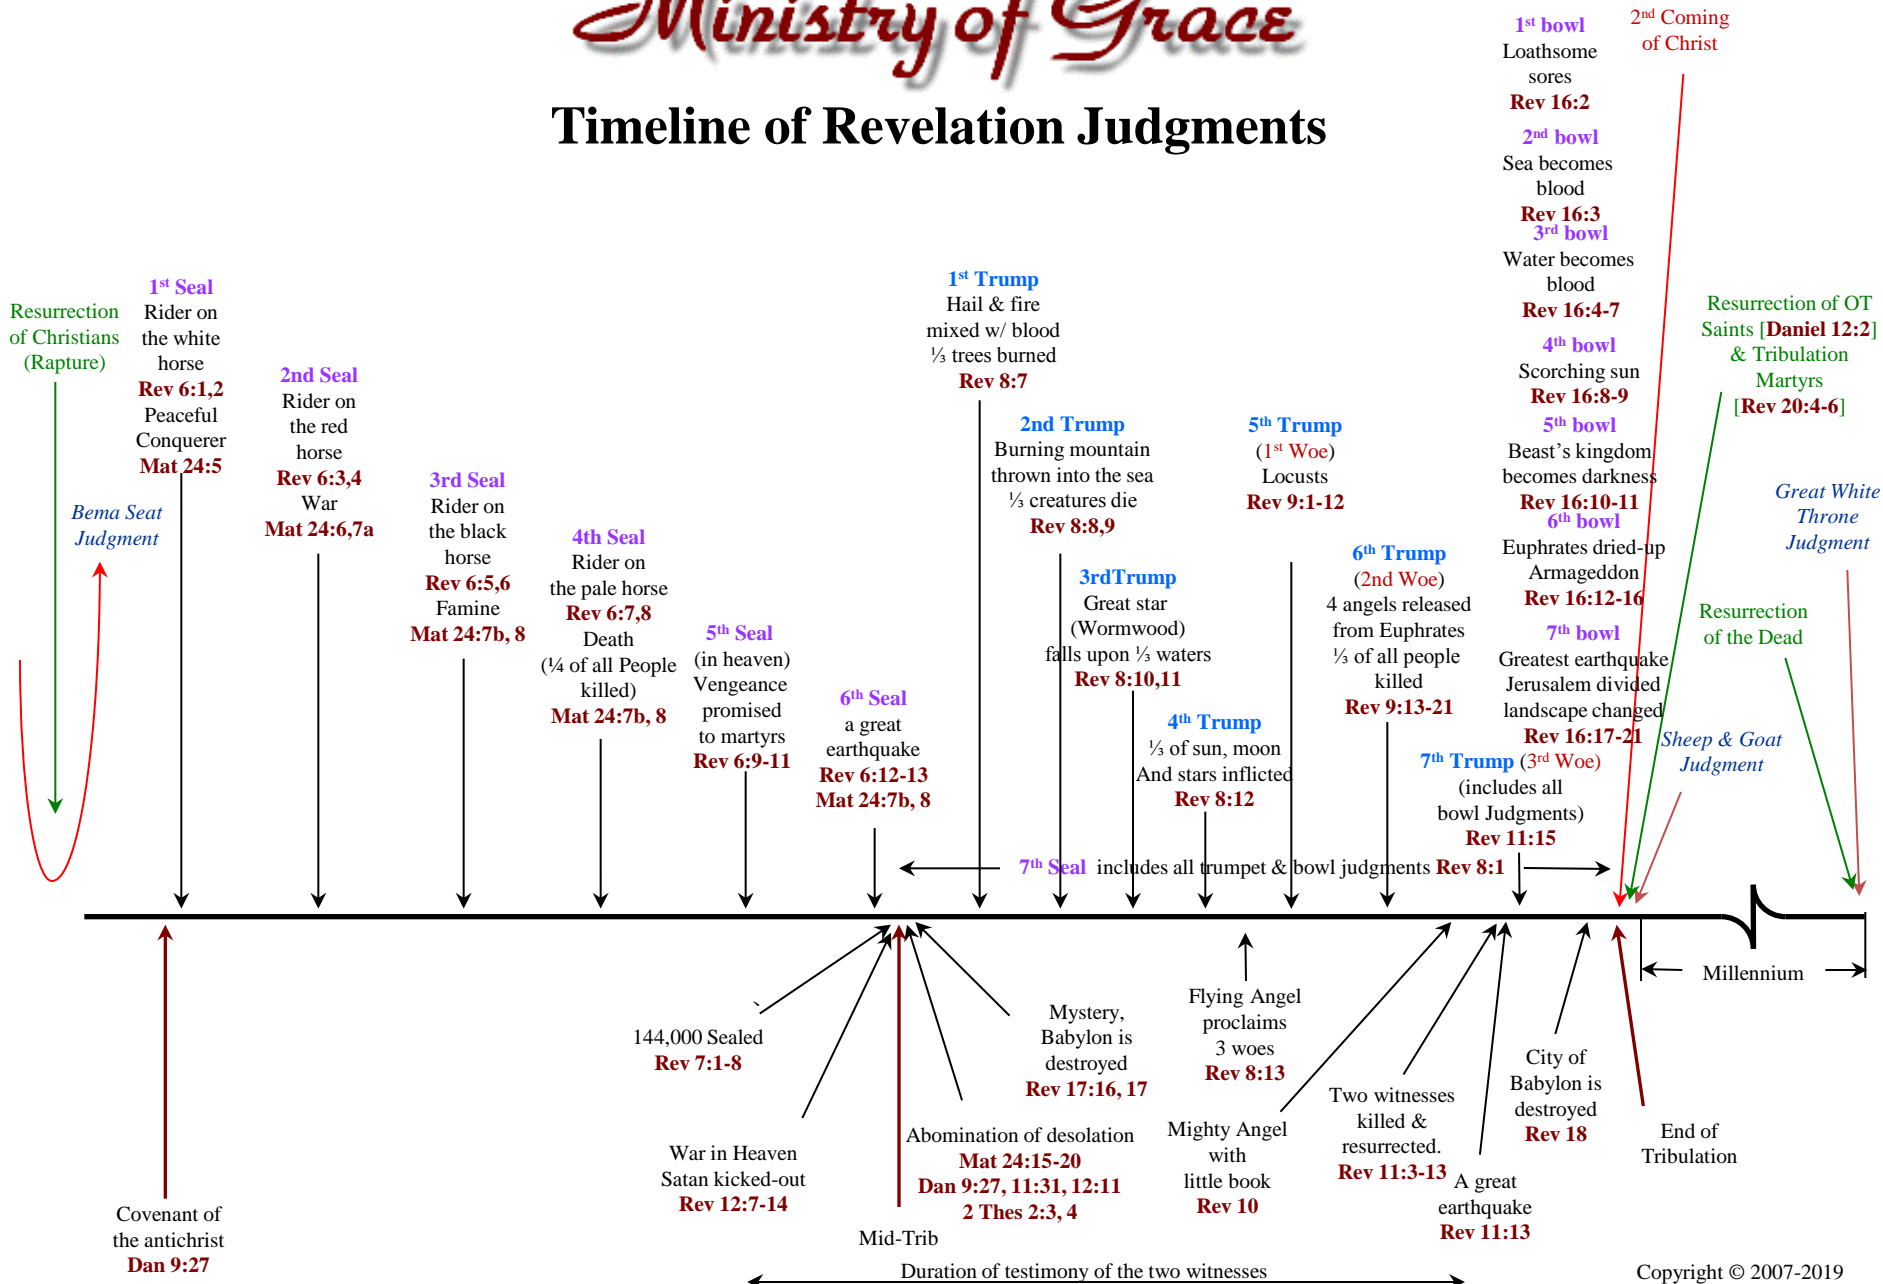 Ministry of Grace
Timeline of Revelation Judgments
Resurrection
of Christians
(Rapture)
Bema Seat
Judgment
1st Seal
Rider on
the white
horse
Rev 6:1,2
Peaceful
Conquerer
Mat 24:5
2nd Seal
Rider on
the red
horse
Rev 6:3,4
War
Mat 24:6,7a
3rd Seal
Rider on
the black
horse
Rev 6:5,6
Famine
Mat 24:7b, 8
4th Seal
Rider on
the pale horse
Rev 6:7,8
Death
(¼ of all People
killed)
Mat 24:7b, 8
5th Seal
(in heaven)
Vengeance
promised
to martyrs
Rev 6:9-11
6th Seal
a great
earthquake
Rev 6:12-13
Mat 24:7b, 8
1st Trump
Hail & fire
mixed w/ blood
⅓ trees burned
Rev 8:7
2nd Trump
Burning mountain
thrown into the sea
⅓ creatures die
Rev 8:8,9
3rdTrump
Great star
(Wormwood)
falls upon ⅓ waters
Rev 8:10,11
4th Trump
⅓ of sun, moon
And stars inflicted
Rev 8:12
5th Trump
(1st Woe)
Locusts
Rev 9:1-12
6th Trump
(2nd Woe)
4 angels released
from Euphrates
⅓ of all people
killed
Rev 9:13-21
1st bowl
Loathsome
sores
Rev 16:2
2nd bowl
Sea becomes
blood
Rev 16:3
3rd bowl
Water becomes
blood
Rev 16:4-7
4th bowl
Scorching sun
Rev 16:8-9
5th bowl
Beast's kingdom
becomes darkness
Rev 16:10-11
6th bowl
Euphrates dried-up
Armageddon
Rev 16:12-16
7th bowl
Greatest earthquake
Jerusalem divided
landscape changed
Rev 16:17-21
7th Trump (3rd Woe)
(includes all
bowl Judgments)
Rev 11:15
2nd Coming
of Christ
Resurrection of OT
Saints [Daniel 12:2]
& Tribulation
Martyrs
[Rev 20:4-6]
Great White
Throne
Judgment
Resurrection
of the Dead
Sheep & Goat
Judgment
7th Seal includes all trumpet & bowl judgments Rev 8:1
Millennium
Covenant of
the antichrist
Dan 9:27
144,000 Sealed
Rev 7:1-8
War in Heaven
Satan kicked-out
Rev 12:7-14
Mid-Trib
Abomination of desolation
Mat 24:15-20
Dan 9:27, 11:31, 12:11
2 Thes 2:3, 4
Mystery,
Babylon is
destroyed
Rev 17:16, 17
Flying Angel
proclaims
3 woes
Rev 8:13
Mighty Angel
with
little book
Rev 10
Two witnesses
killed &
resurrected.
Rev 11:3-13
A great
earthquake
Rev 11:13
City of
Babylon is
destroyed
Rev 18
End of
Tribulation
Duration of testimony of the two witnesses
Copyright © 2007-2019